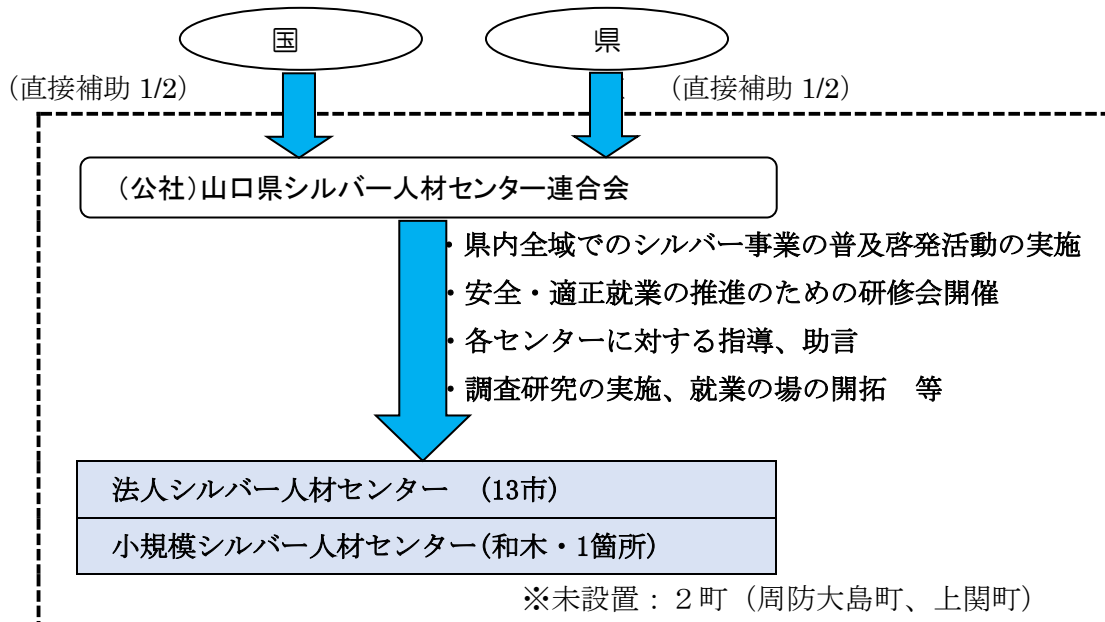 国
県
(直接補助 1/2)
(直接補助 1/2)
(公社)山口県シルバー人材センター連合会
・県内全域でのシルバー事業の普及啓発活動の実施
・安全・適正就業の推進のための研修会開催
・各センターに対する指導、助言
・調査研究の実施、就業の場の開拓　等
法人シルバー人材センター　(13市)
小規模シルバー人材センター(和木・1箇所)
※未設置：２町（周防大島町、上関町）